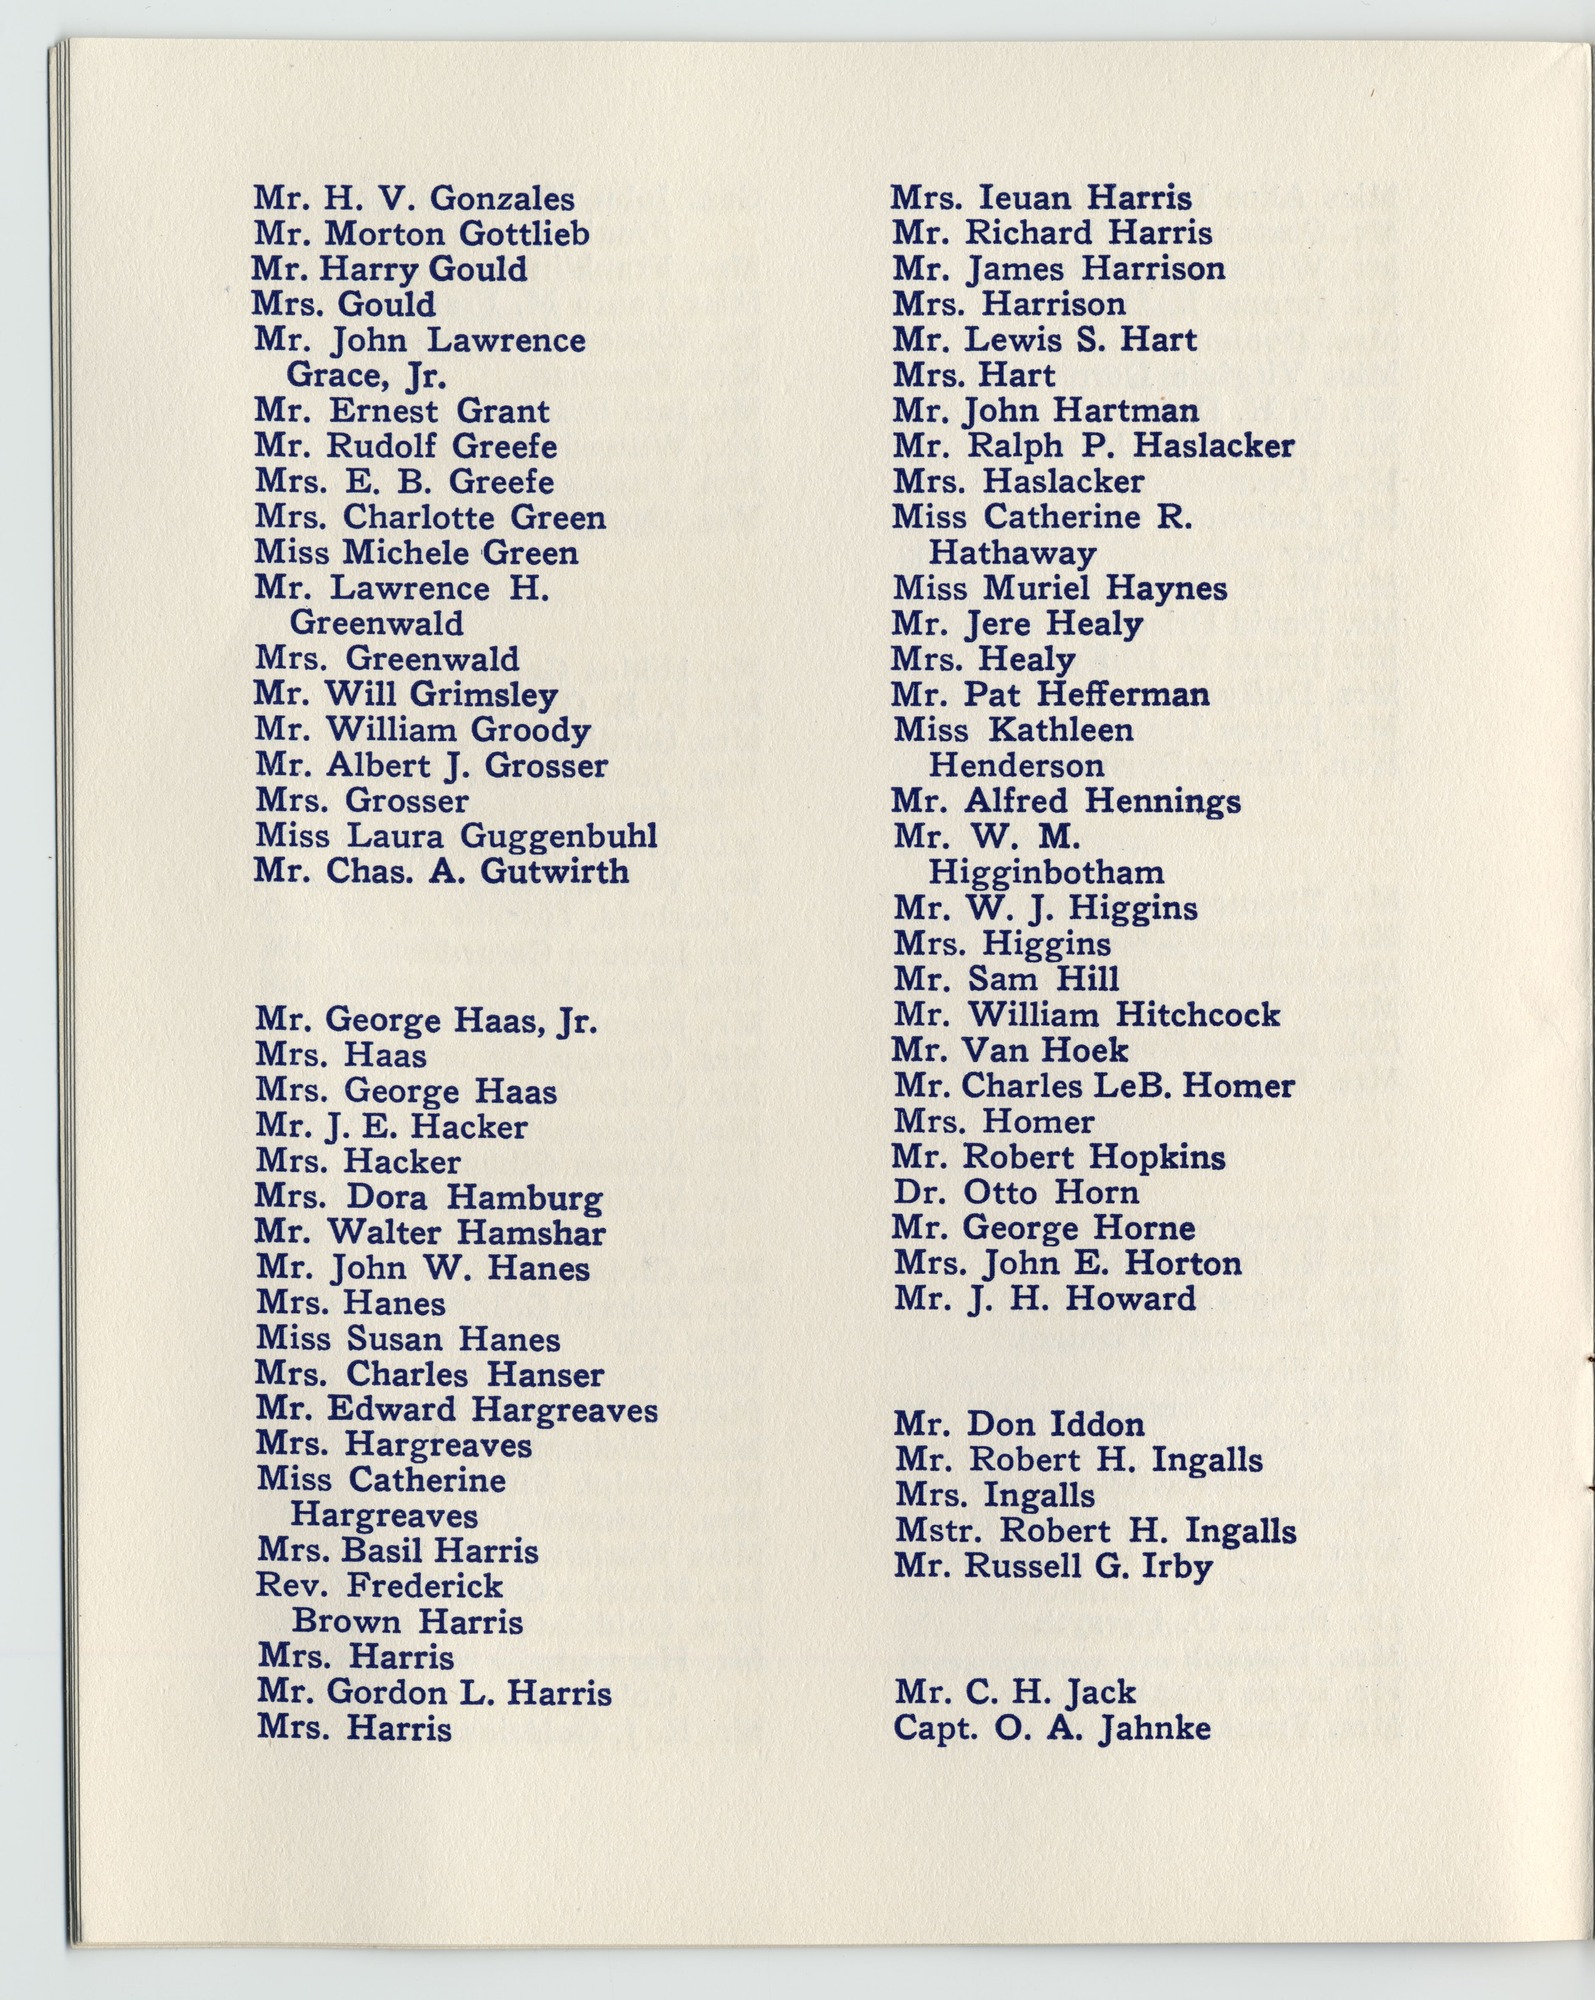 Mr. H. V. Gonzales
Mr. Morton Gottlieb
Mr. Harry Gould
Mrs. Gould
Mr. John Lawrence
Grace, Jr.
Mr. Ernest Grant
Mr. Rudolf Greefe
Mrs. E. B. Greefe
Mrs. Charlotte Green
Miss Michele Green
Mr. Lawrence H.
Greenwald
Mrs. Greenwald
Mr. Will Grimsley
Mr. William Groody
Mr. Albert J. Grosser
Mrs. Grosser
Miss Laura Guggenbuhl
Mr. Chas. A. Gutwirth
Mr. George Haas, Jr.
Mrs. Haas
Mrs. George Haas
Mr. J. E. Hacker
Mrs. Hacker
Mrs. Dora Hamburg
Mr. Walter Hamshar
Mr. John W. Hanes
Mrs. Hanes
Miss Susan Hanes
Mrs. Charles Hanser
Mr. Edward Hargreaves
Mrs. Hargreaves
Miss Catherine
Hargreaves
Mrs. Basil Harris
Rev. Frederick
Brown Harris
Mrs. Harris
Mr. Gordon L. Harris
Mrs. Harris
Mrs. Ieuan Harris
Mr. Richard Harris
Mr. James Harrison
Mrs. Harrison
Mr. Lewis S. Hart
Mrs. Hart
Mr. John Hartman
Mr. Ralph P. Haslacker
Mrs. Haslacker
Miss Catherine R.
Hathaway
Miss Muriel Haynes
Mr. Jere Healy
Mrs. Healy
Mr. Pat Hefferman
Miss Kathleen
Henderson
Mr. Alfred Hennings
Mr. W. M.
Higginbotham
Mr. W. J. Higgins
Mrs. Higgins
Mr. Sam Hill
Mr. William Hitchcock
Mr. Van Hoek
Mr. Charles LeB. Homer
Mrs. Homer
Mr. Robert Hopkins
Dr. Otto Horn
Mr. George Horne
Mrs. John E. Horton
Mr. J. H. Howard
Mr. Don Iddon
Mr. Robert H. Ingalls
Mrs. Ingalls
Mstr. Robert H. Ingalls
Mr. Russell G. Irby
Mr. C. H. Jack
Capt. O. A. Jahnke